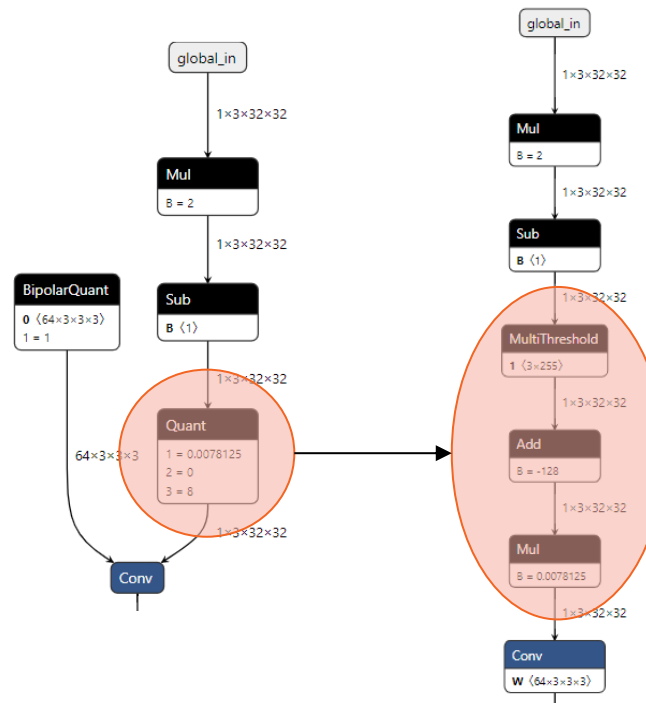 global_in
1×3×32×32
Mul
B = 2
1×3×32×32
BipolarQuant
0 ⟨64×3×3×3⟩
1 = 1
Sub
B ⟨1⟩
1×3×32×32
Quant
1 = 0.0078125
2 = 0
3 = 8
64×3×3×3
1×3×32×32
Conv
global_in
1×3×32×32
Mul
B = 2
1×3×32×32
Sub
B ⟨1⟩
1×3×32×32
MultiThreshold
1 ⟨3×255⟩
1×3×32×32
Add
B = -128
1×3×32×32
Mul
B = 0.0078125
1×3×32×32
Conv
W ⟨64×3×3×3⟩